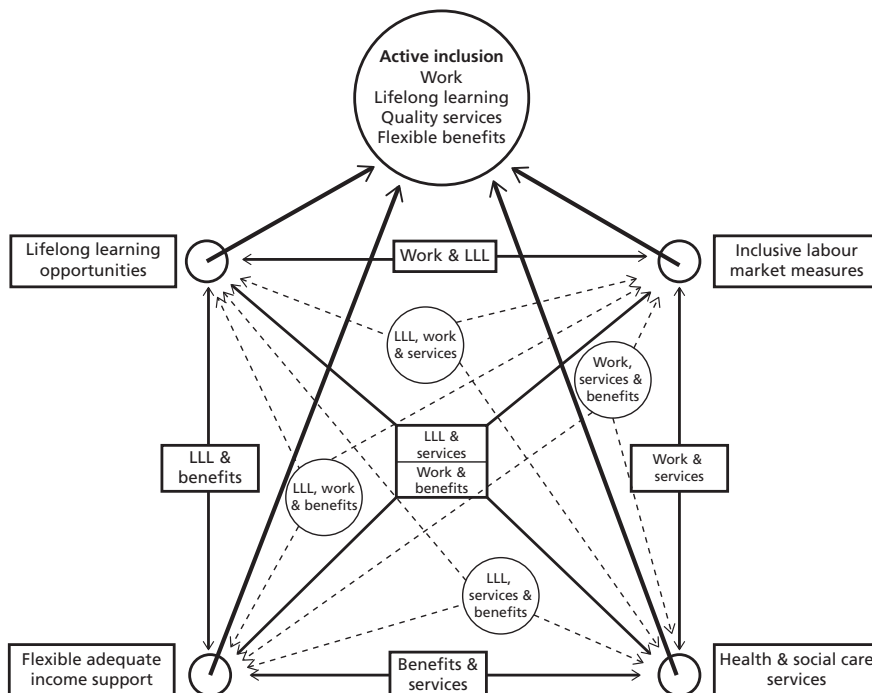 Active inclusion
Work
Lifelong learning
Quality services
Flexible benefits
Lifelong learning
opportunities
Work & LLL
Inclusive labour
market measures
LLL, work
& services
Work,
services &
benefits
LLL &
services
Work &
benefits
LLL &
benefits
Work &
services
LLL, work
& benefits
LLL,
services &
benefits
Flexible adequate
income support
Benefits &
services
Health & social care
services